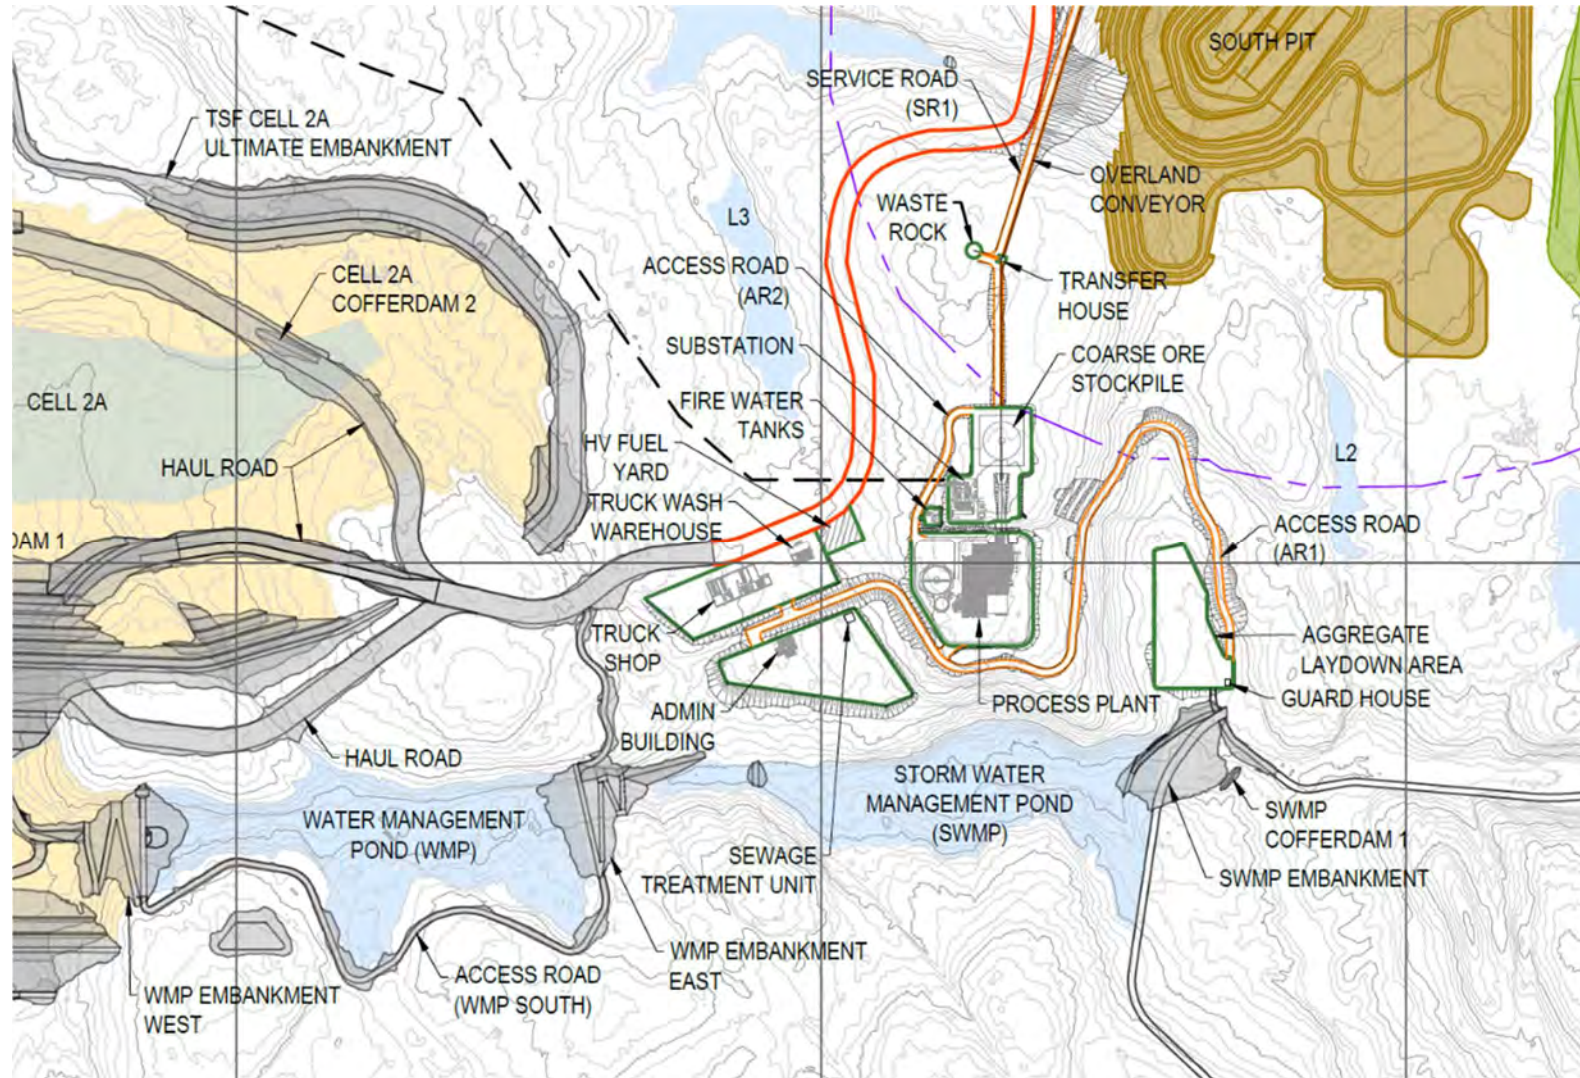 SOUTH PIT
SERVICE ROAD
(SR1)
TSF CELL 2A
ULTIMATE EMBANKMENT
OVERLAND
CONVEYOR
WASTE
ROCK
L3
ACCESS ROAD
(AR2)
CELL 2A
COFFERDAM 2
TRANSFER
HOUSE
SUBSTATION
COARSE ORE
STOCKPILE
CELL 2A
FIRE WATER
TANKS
HV FUEL
YARD
L2
HAUL ROAD
TRUCK WASH
WAREHOUSE
ACCESS ROAD
(AR1)
DAM 1
TRUCK
SHOP
AGGREGATE
LAYDOWN AREA
GUARD HOUSE
PROCESS PLANT
ADMIN
BUILDING
HAUL ROAD
STORM WATER
MANAGEMENT POND
(SWMP)
WATER MANAGEMENT
POND (WMP)
SWMP
COFFERDAM 1
SEWAGE
TREATMENT UNIT
SWMP EMBANKMENT
WMP EMBANKMENT
EAST
ACCESS ROAD
(WMP SOUTH)
WMP EMBANKMENT
WEST